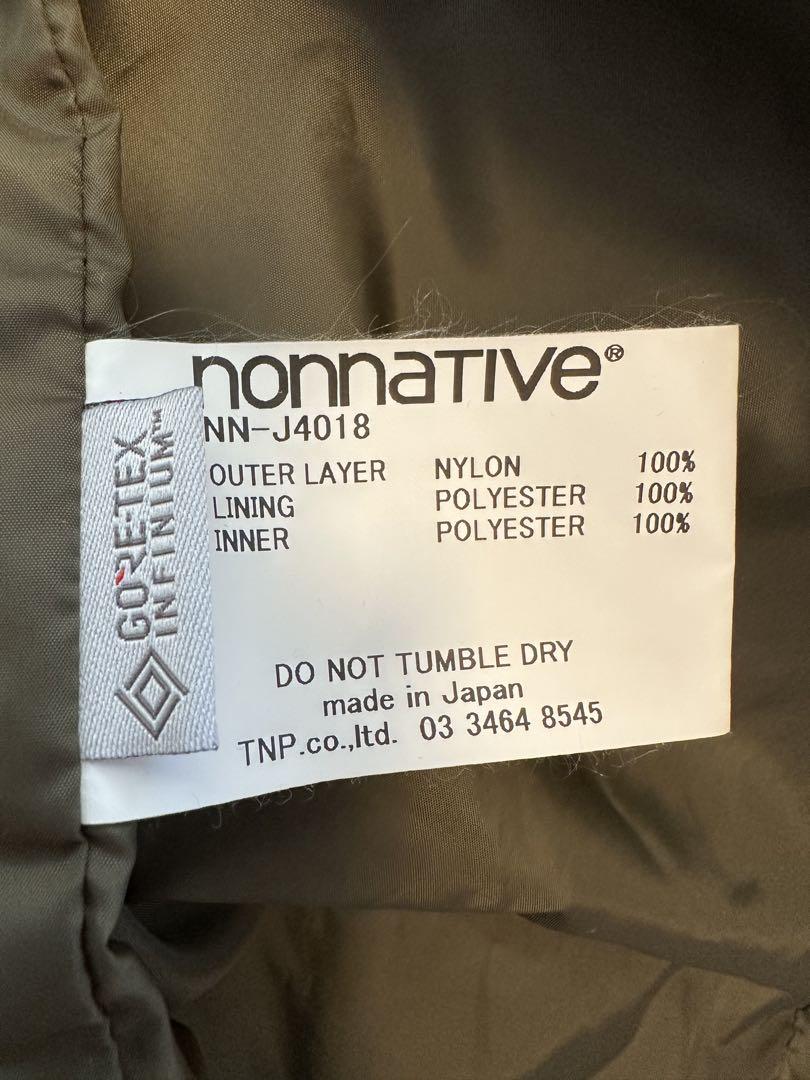 nonnative®
NN-J4018
OUTER LAYER NYLON 100%
LINING POLYESTER 100%
INNER POLYESTER 100%
DO NOT TUMBLE DRY
made in Japan
TNP.co.,ltd. 03 3464 8545
GORE-TEX
INFINIUM™